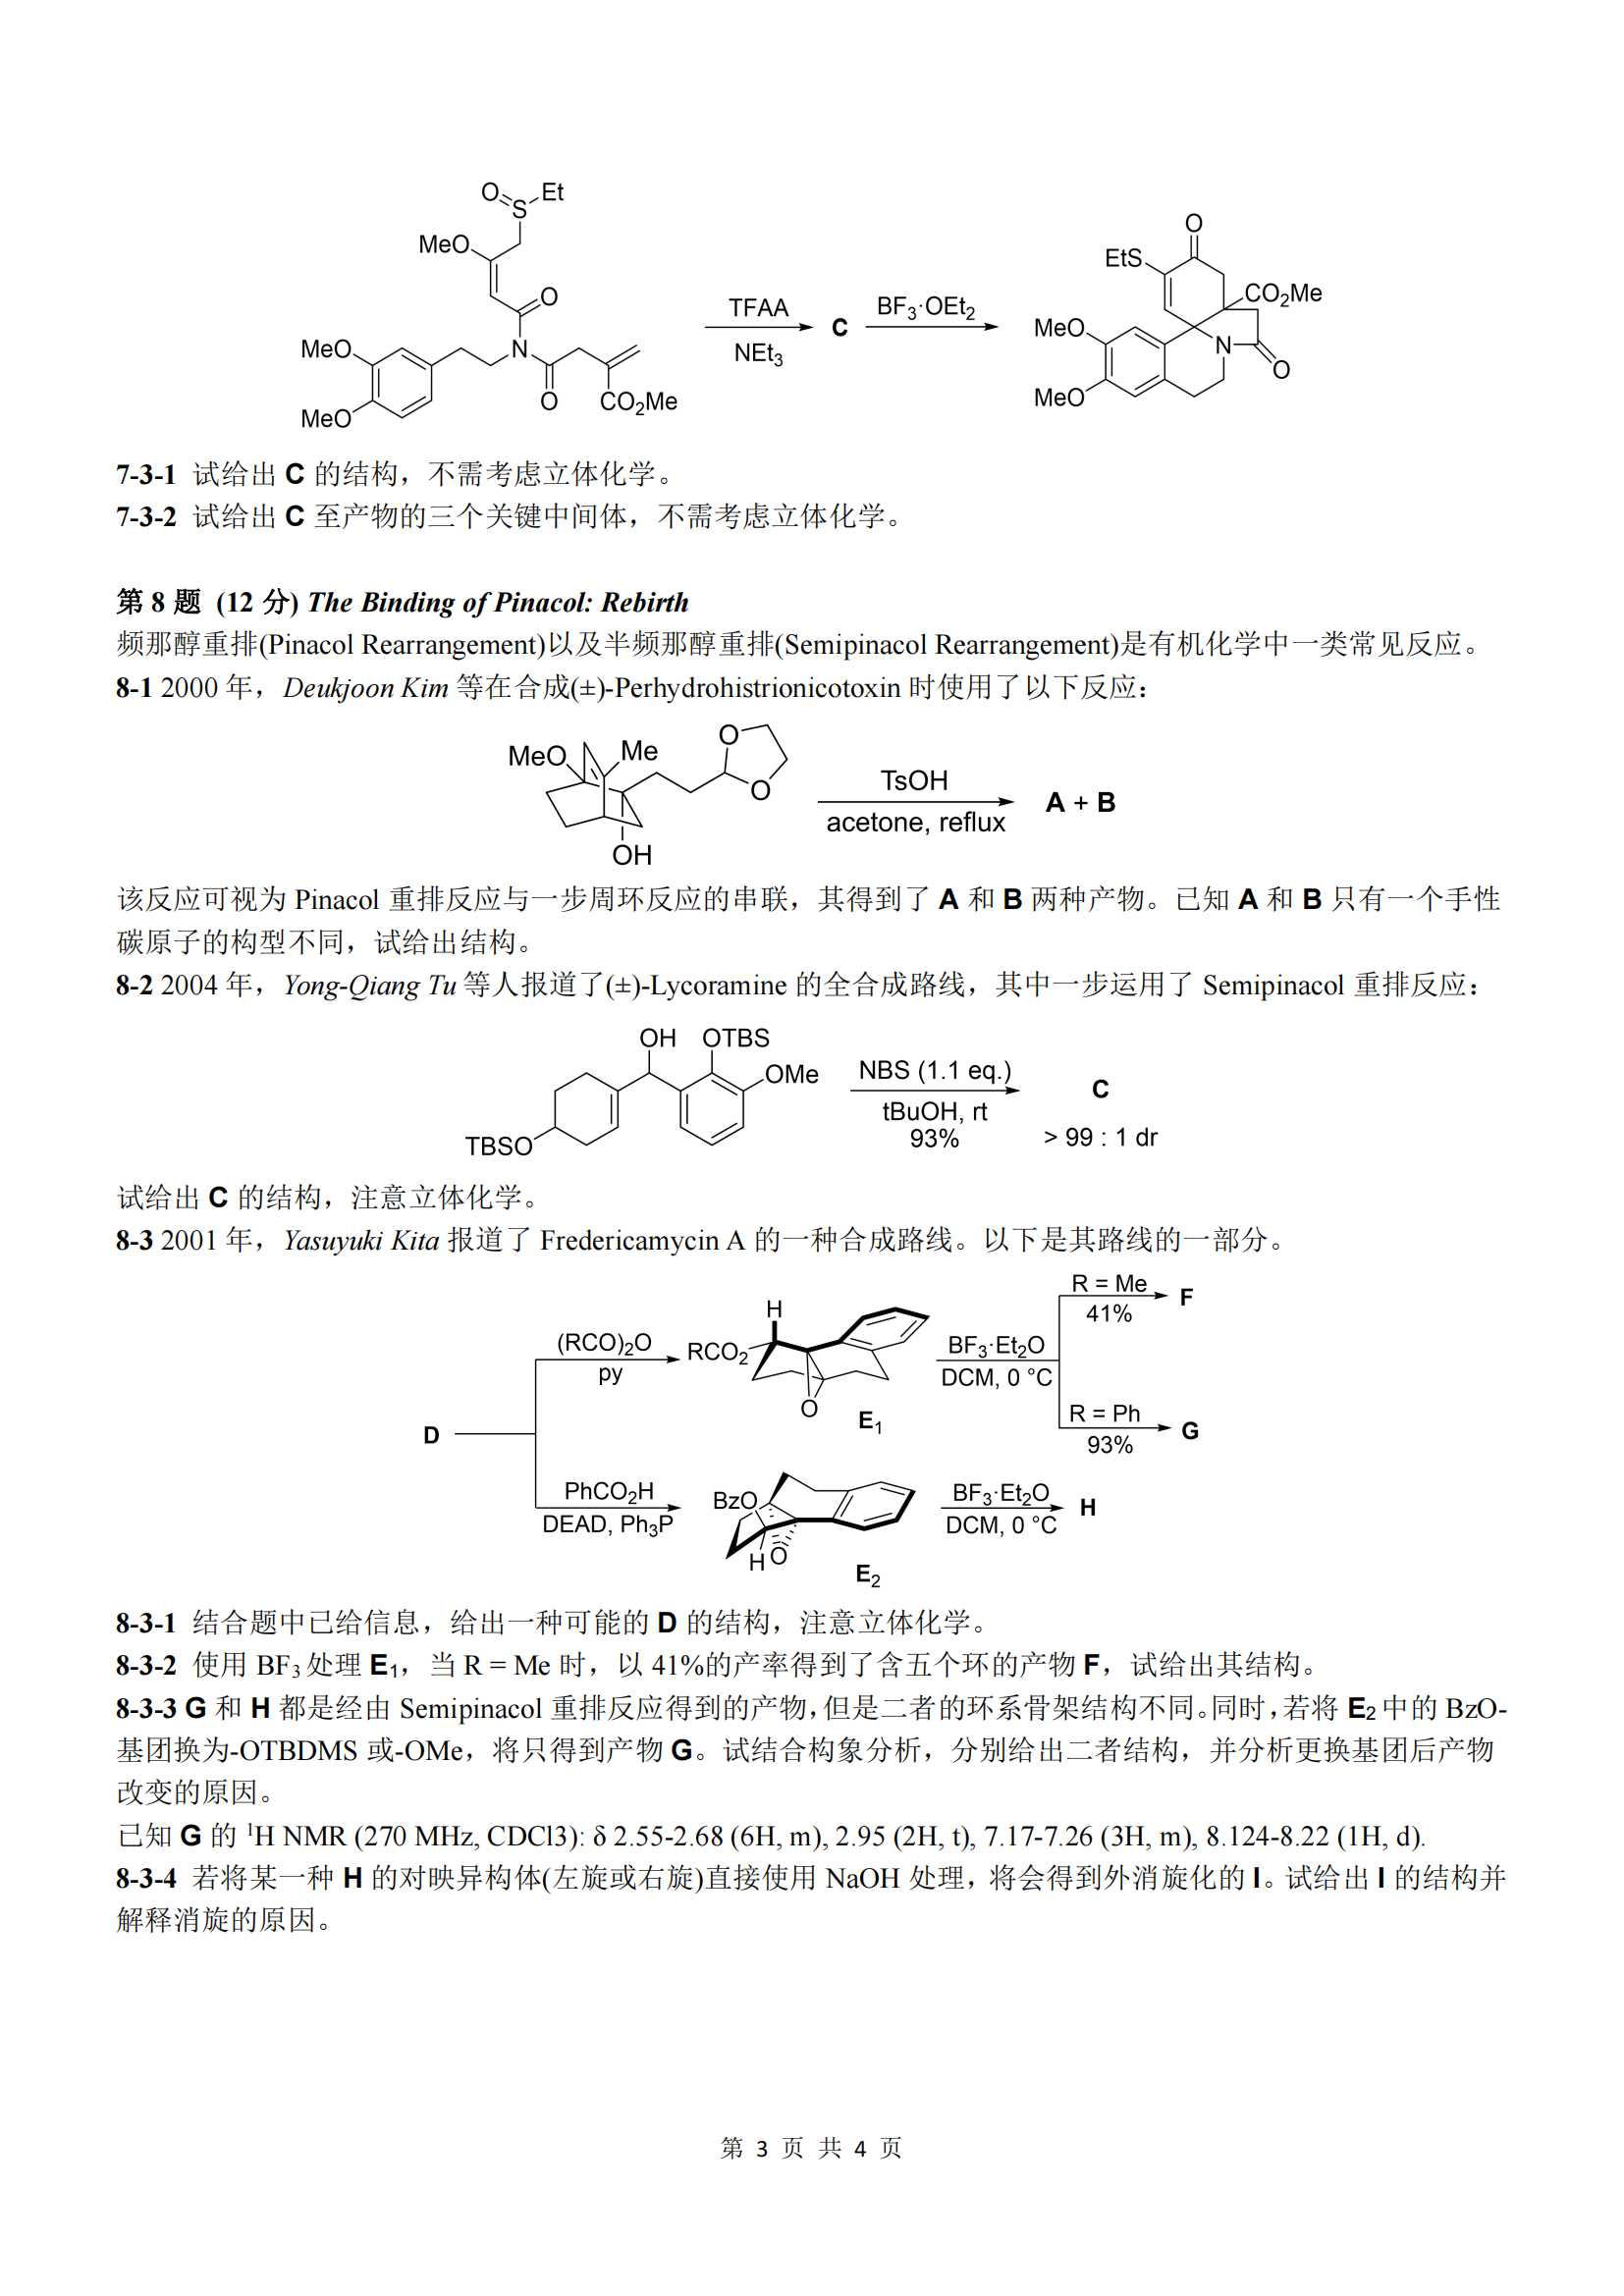 O
S
Et
MeO
O
MeO
N
MeO
O
CO2Me
TFAA
NEt3
C
BF3·OEt2
O
EtS
CO2Me
MeO
N
O
MeO
7-3-1 试给出 C 的结构，不需考虑立体化学。
7-3-2 试给出 C 至产物的三个关键中间体，不需考虑立体化学。
第 8 题 (12 分) The Binding of Pinacol: Rebirth
频那醇重排(Pinacol Rearrangement)以及半频那醇重排(Semipinacol Rearrangement)是有机化学中一类常见反应。
8-1 2000 年，Deukjoon Kim 等在合成(±)-Perhydrohistrionicotoxin 时使用了以下反应：
MeO
Me
O
O
OH
TsOH
acetone, reflux
A + B
该反应可视为 Pinacol 重排反应与一步周环反应的串联，其得到了 A 和 B 两种产物。已知 A 和 B 只有一个手性
碳原子的构型不同，试给出结构。
8-2 2004 年，Yong-Qiang Tu 等人报道了(±)-Lycoramine 的全合成路线，其中一步运用了 Semipinacol 重排反应：
OH
OTBS
OMe
TBSO
NBS (1.1 eq.)
tBuOH, rt
93%
C
> 99 : 1 dr
试给出 C 的结构，注意立体化学。
8-3 2001 年，Yasuyuki Kita 报道了 Fredericamycin A 的一种合成路线。以下是其路线的一部分。
D
(RCO)2O
py
H
RCO2
O
E1
BF3·Et2O
DCM, 0 °C
R = Me
41%
F
R = Ph
93%
G
PhCO2H
DEAD, Ph3P
BzO
H
O
E2
BF3·Et2O
DCM, 0 °C
H
8-3-1 结合题中已给信息，给出一种可能的 D 的结构，注意立体化学。
8-3-2 使用 BF3 处理 E1，当 R = Me 时，以 41%的产率得到了含五个环的产物 F，试给出其结构。
8-3-3 G 和 H 都是经由 Semipinacol 重排反应得到的产物，但是二者的环系骨架结构不同。同时，若将 E2 中的 BzO-
基团换为-OTBDMS 或-OMe，将只得到产物 G。试结合构象分析，分别给出二者结构，并分析更换基团后产物
改变的原因。
已知 G 的 1H NMR (270 MHz, CDCl3): δ 2.55-2.68 (6H, m), 2.95 (2H, t), 7.17-7.26 (3H, m), 8.124-8.22 (1H, d).
8-3-4 若将某一种 H 的对映异构体(左旋或右旋)直接使用 NaOH 处理，将会得到外消旋化的 I。试给出 I 的结构并
解释消旋的原因。
第 3 页 共 4 页